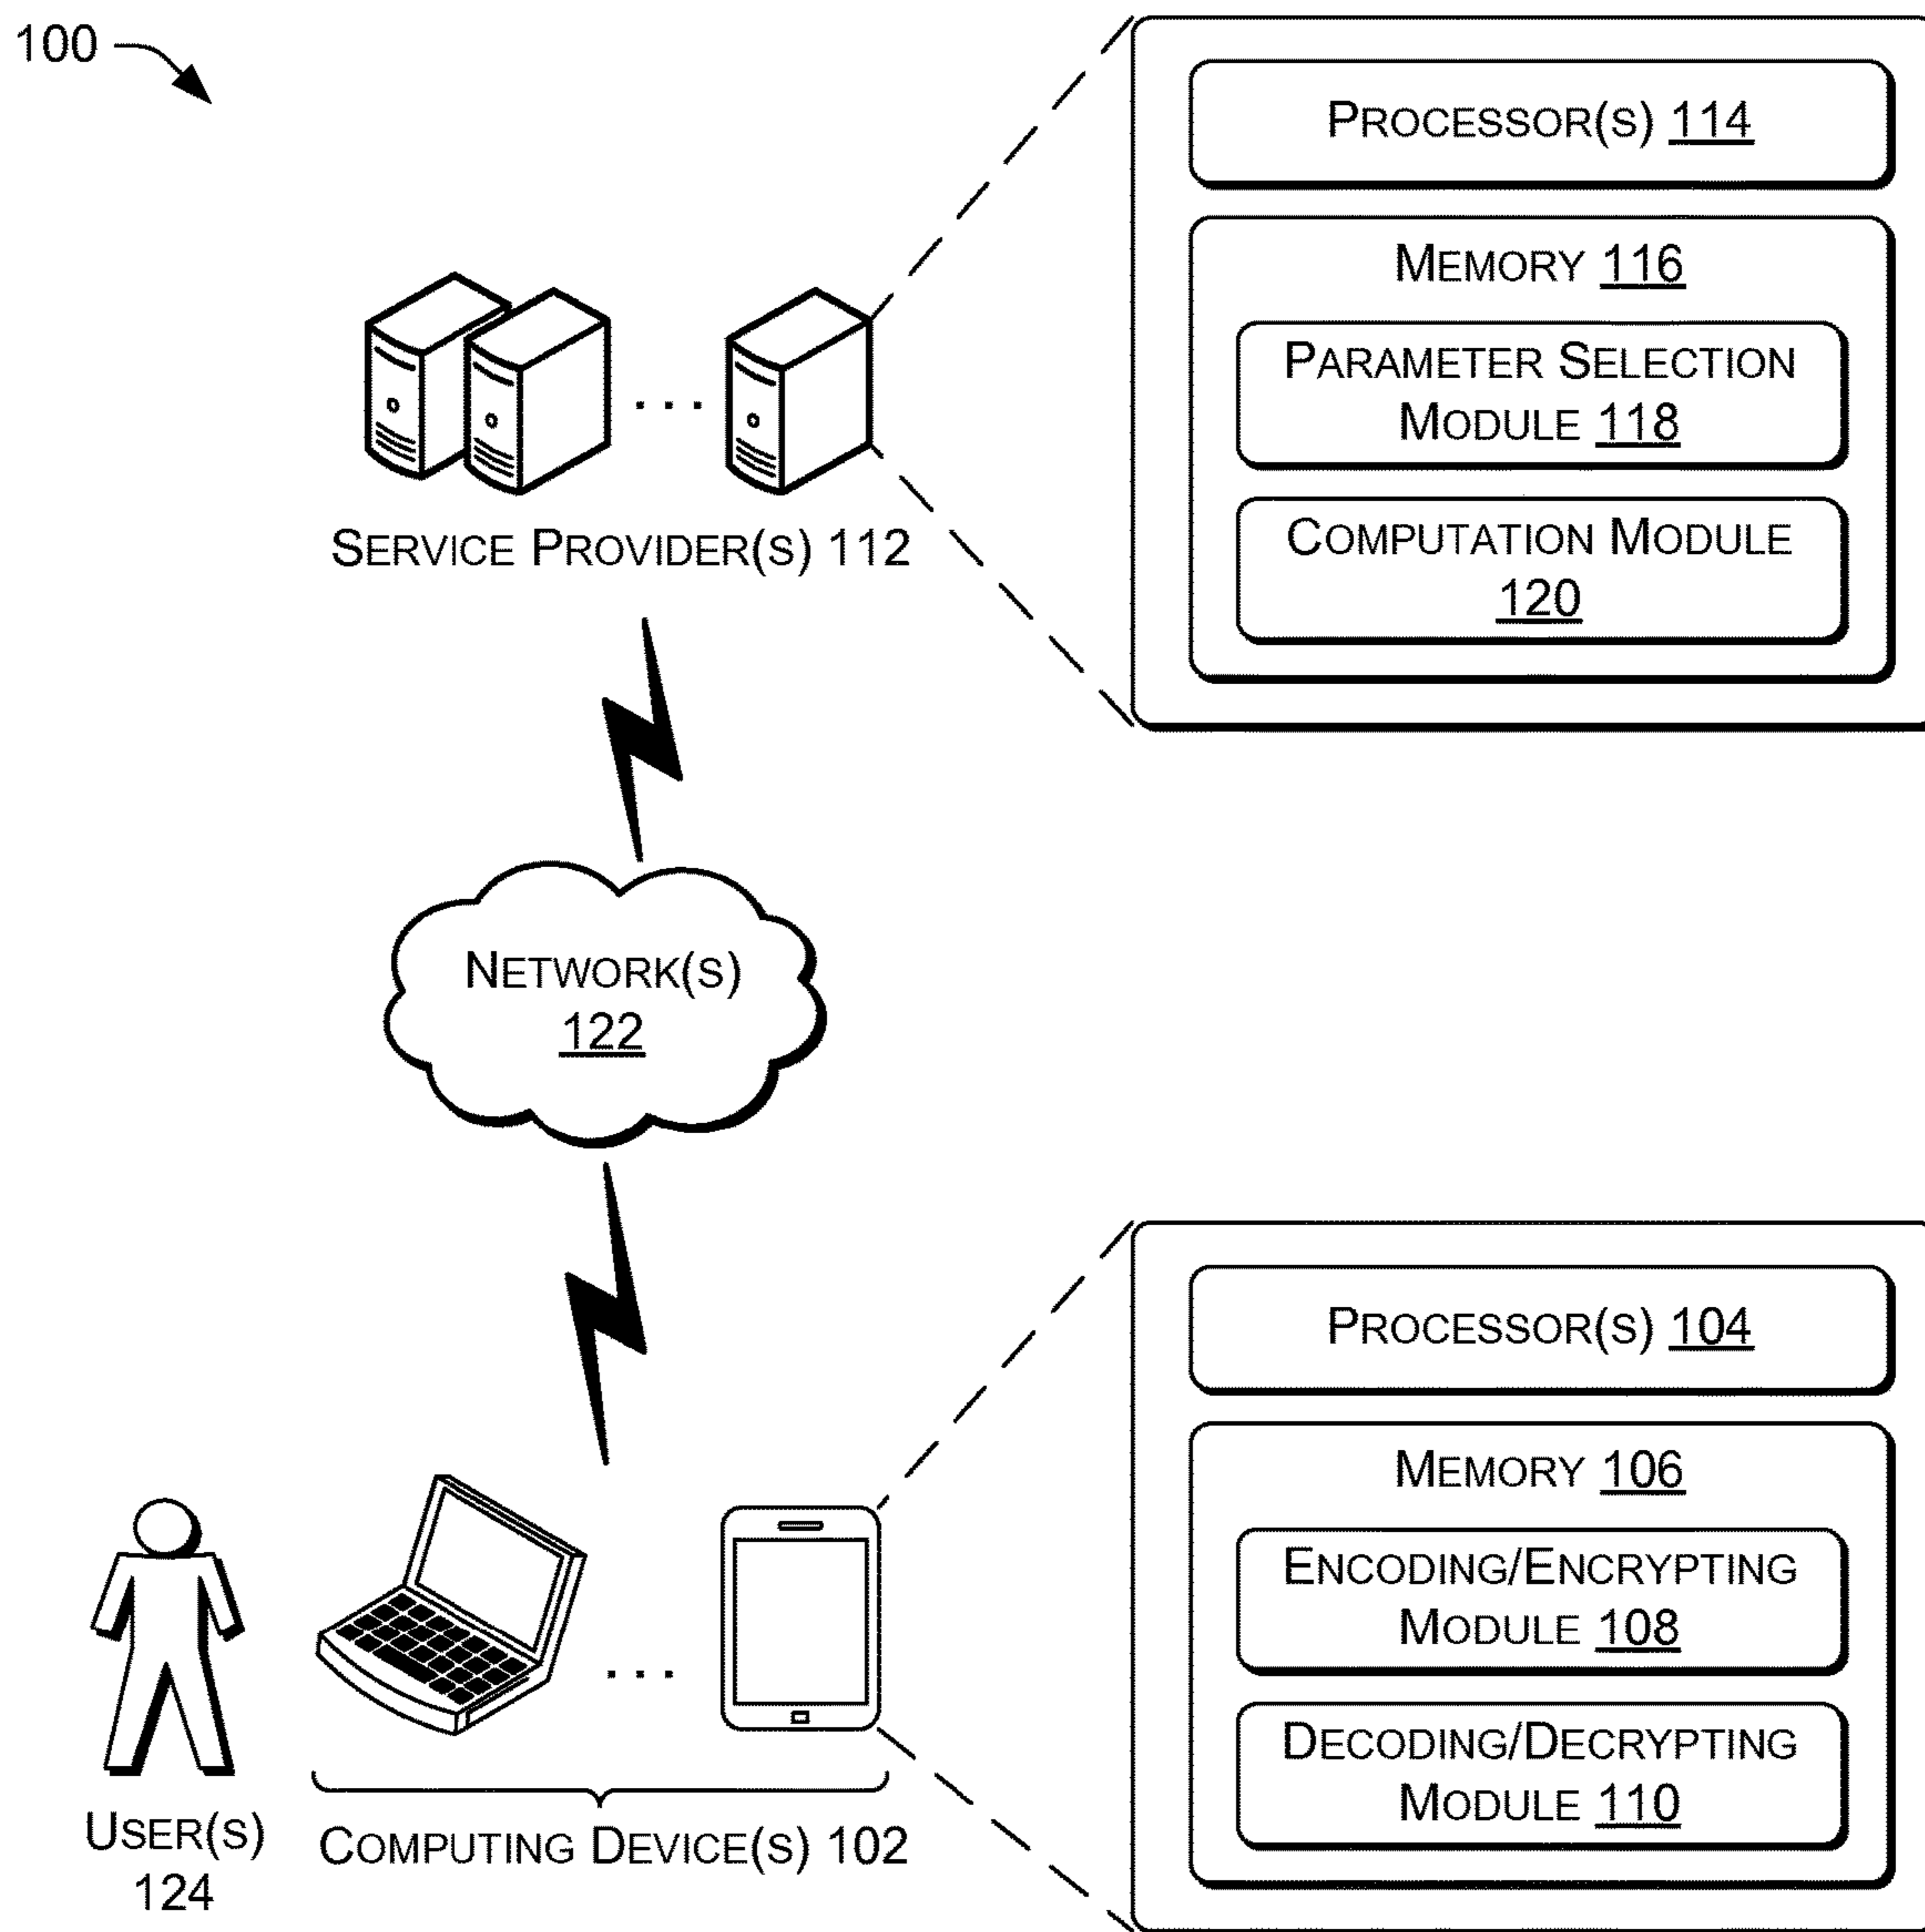 100
PROCESSOR(S) 114
MEMORY 116
PARAMETER SELECTION
MODULE 118
COMPUTATION MODULE
120
SERVICE PROVIDER(S) 112
NETWORK(S)
122
PROCESSOR(S) 104
MEMORY 106
ENCODING/ENCRYPTING
MODULE 108
DECODING/DECRYPTING
MODULE 110
USER(S)
124
COMPUTING DEVICE(S) 102